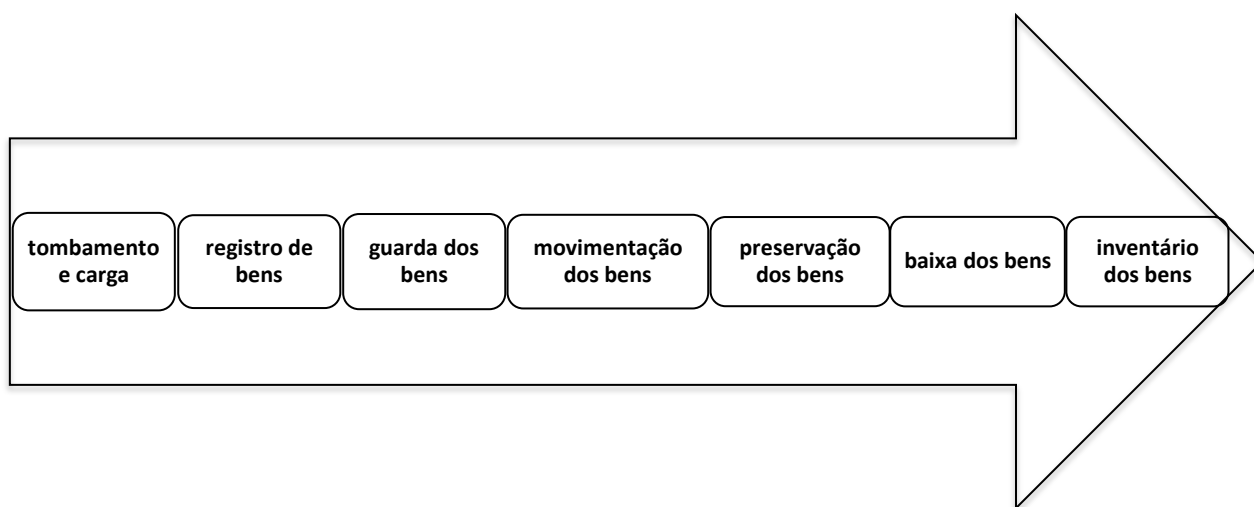 tombamento
e carga
registro de
bens
guarda dos
bens
movimentação
dos bens
preservação
dos bens
baixa dos bens
inventário
dos bens